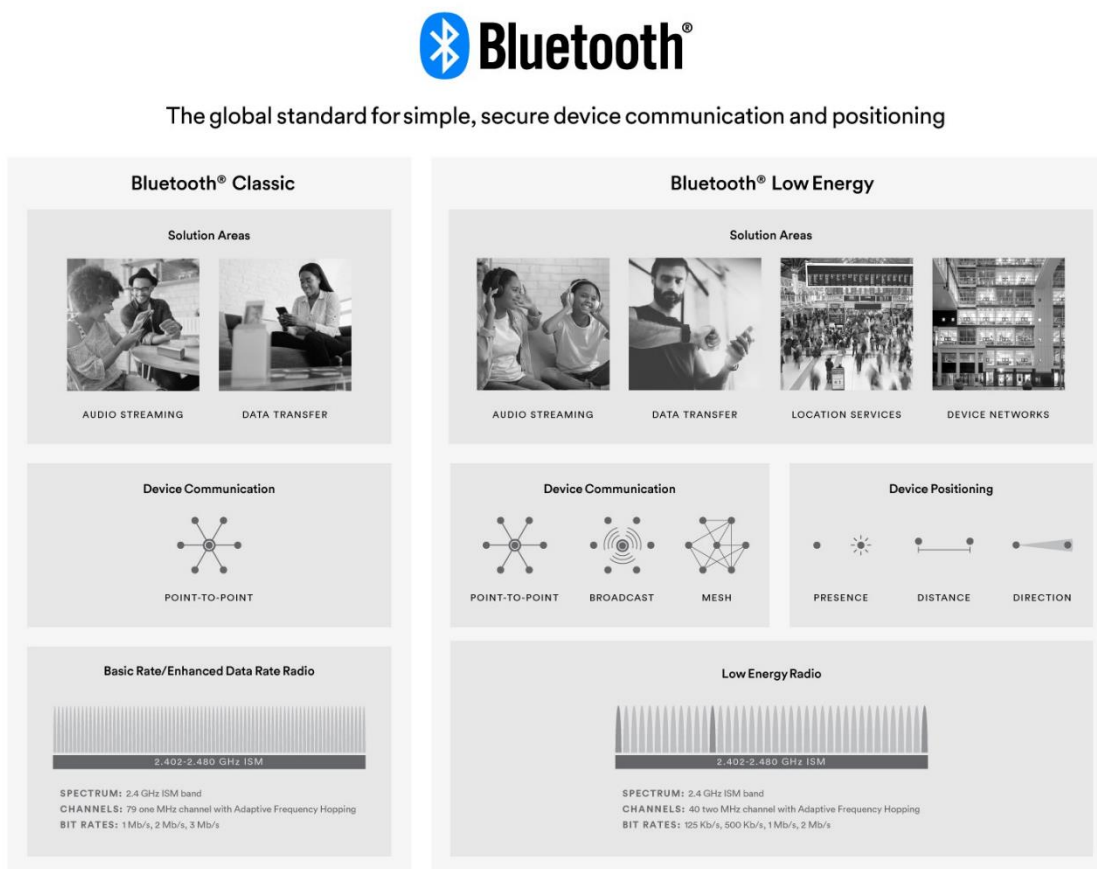 Bluetooth®
The global standard for simple, secure device communication and positioning
Bluetooth® Classic
Solution Areas
AUDIO STREAMING
DATA TRANSFER
Device Communication
POINT-TO-POINT
Basic Rate/Enhanced Data Rate Radio
2.402-2.480 GHz ISM
SPECTRUM: 2.4 GHz ISM band
CHANNELS: 79 one MHz channel with Adaptive Frequency Hopping
BIT RATES: 1 Mb/s, 2 Mb/s, 3 Mb/s
Bluetooth® Low Energy
Solution Areas
AUDIO STREAMING
DATA TRANSFER
LOCATION SERVICES
DEVICE NETWORKS
Device Communication
POINT-TO-POINT
BROADCAST
MESH
Device Positioning
PRESENCE
DISTANCE
DIRECTION
Low Energy Radio
2.402-2.480 GHz ISM
SPECTRUM: 2.4 GHz ISM band
CHANNELS: 40 two MHz channel with Adaptive Frequency Hopping
BIT RATES: 125 Kb/s, 500 Kb/s, 1 Mb/s, 2 Mb/s